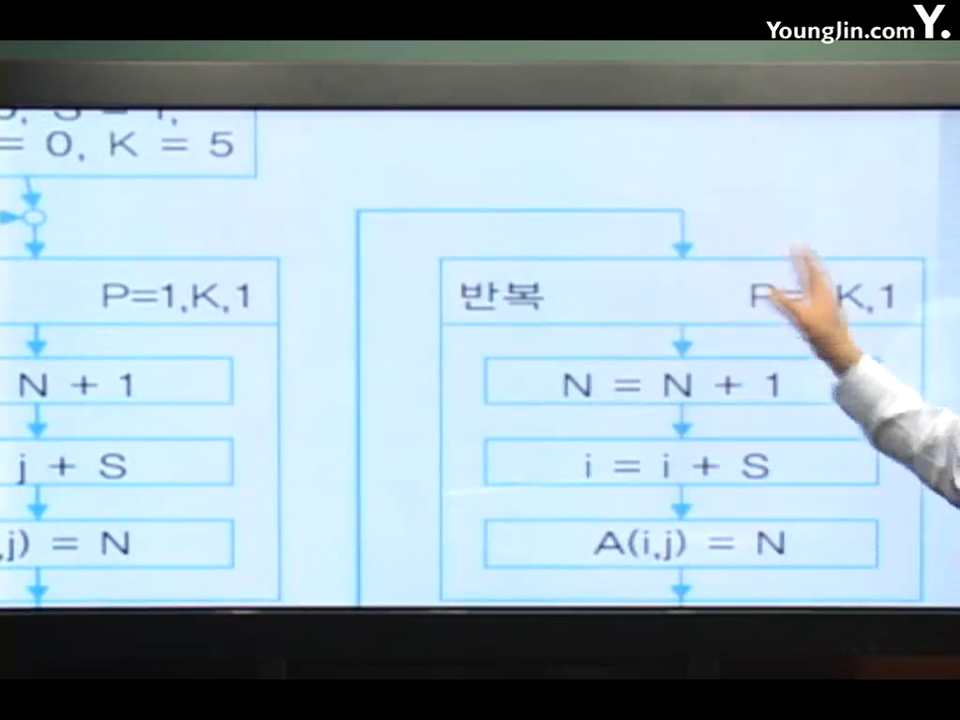 YoungJin.com Y.
= 0, K = 5
P=1,K,1
N + 1
j + S
,j) = N
반복 P= K,1
N = N + 1
i = i + S
A(i,j) = N